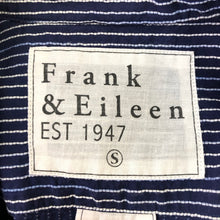 Frank
& Eileen
EST 1947
S